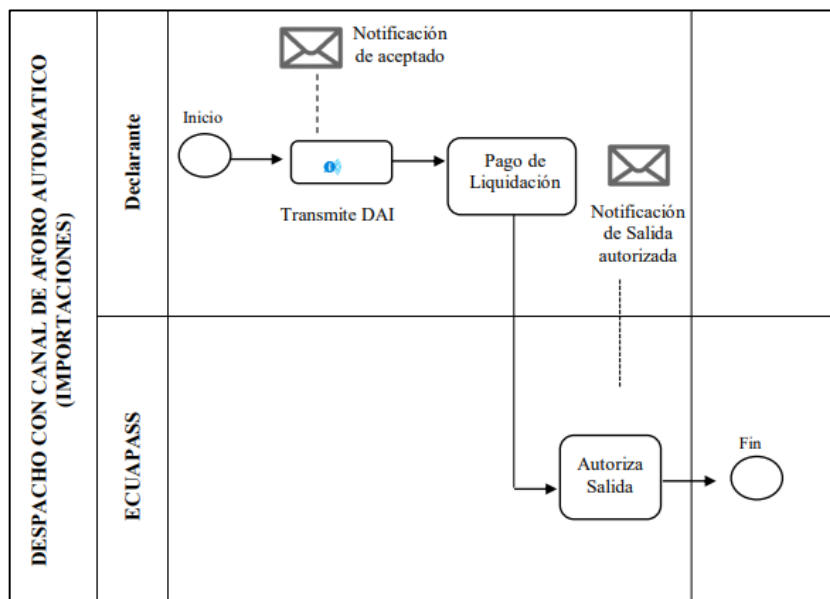 DESPACHO CON CANAL DE AFORO AUTOMATICO
(IMPORTACIONES)
Declarante
Notificación
de aceptado
Inicio
Transmite DAI
Pago de
Liquidación
Notificación
de Salida
autorizada
ECUAPASS
Autoriza
Salida
Fin